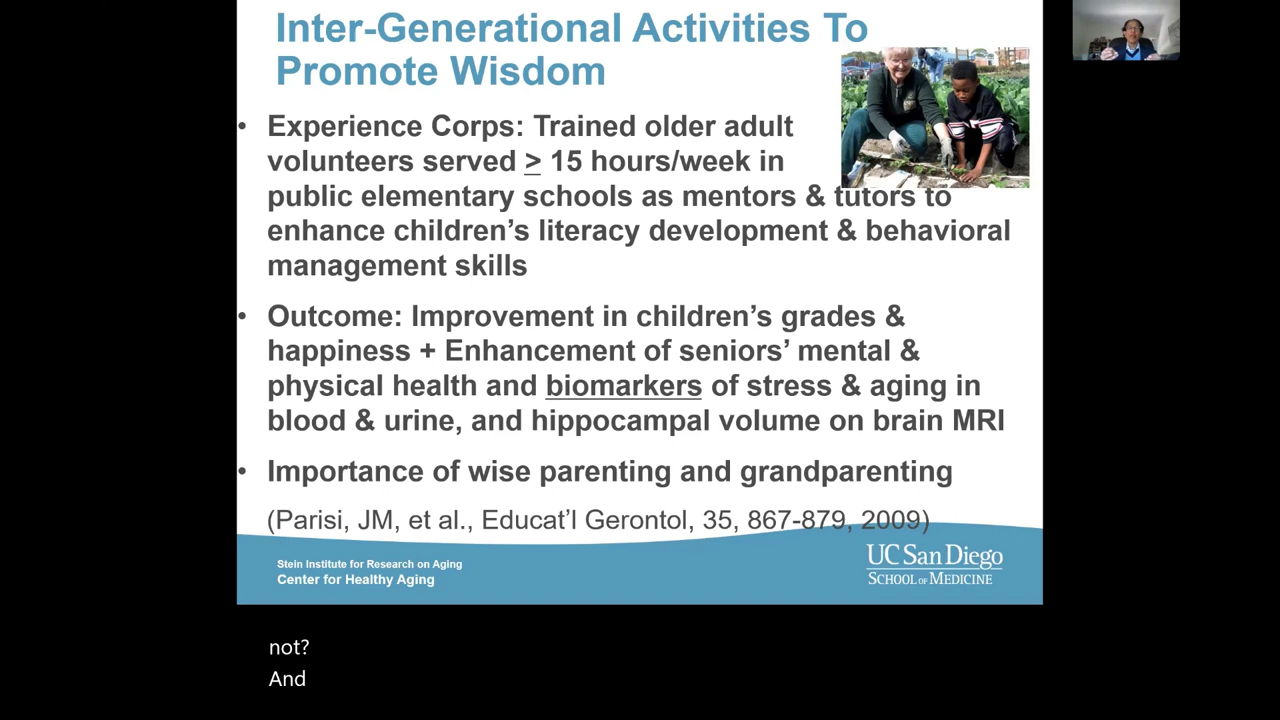 Inter-Generational Activities To
Promote Wisdom
• Experience Corps: Trained older adult
volunteers served ≥ 15 hours/week in
public elementary schools as mentors & tutors to
enhance children’s literacy development & behavioral
management skills
• Outcome: Improvement in children’s grades &
happiness + Enhancement of seniors’ mental &
physical health and biomarkers of stress & aging in
blood & urine, and hippocampal volume on brain MRI
• Importance of wise parenting and grandparenting
(Parisi, JM, et al., Educat’l Gerontol, 35, 867-879, 2009)
Stein Institute for Research on Aging
Center for Healthy Aging
UC San Diego
SCHOOL OF MEDICINE
not?
And